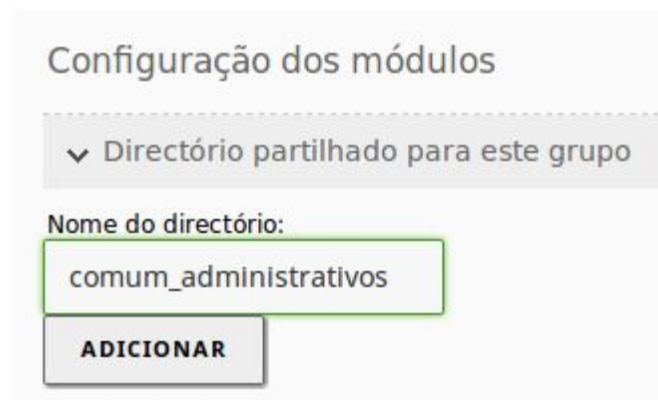 Configuração dos módulos
Directório partilhado para este grupo
Nome do directório:
comum_administrativos
ADICIONAR